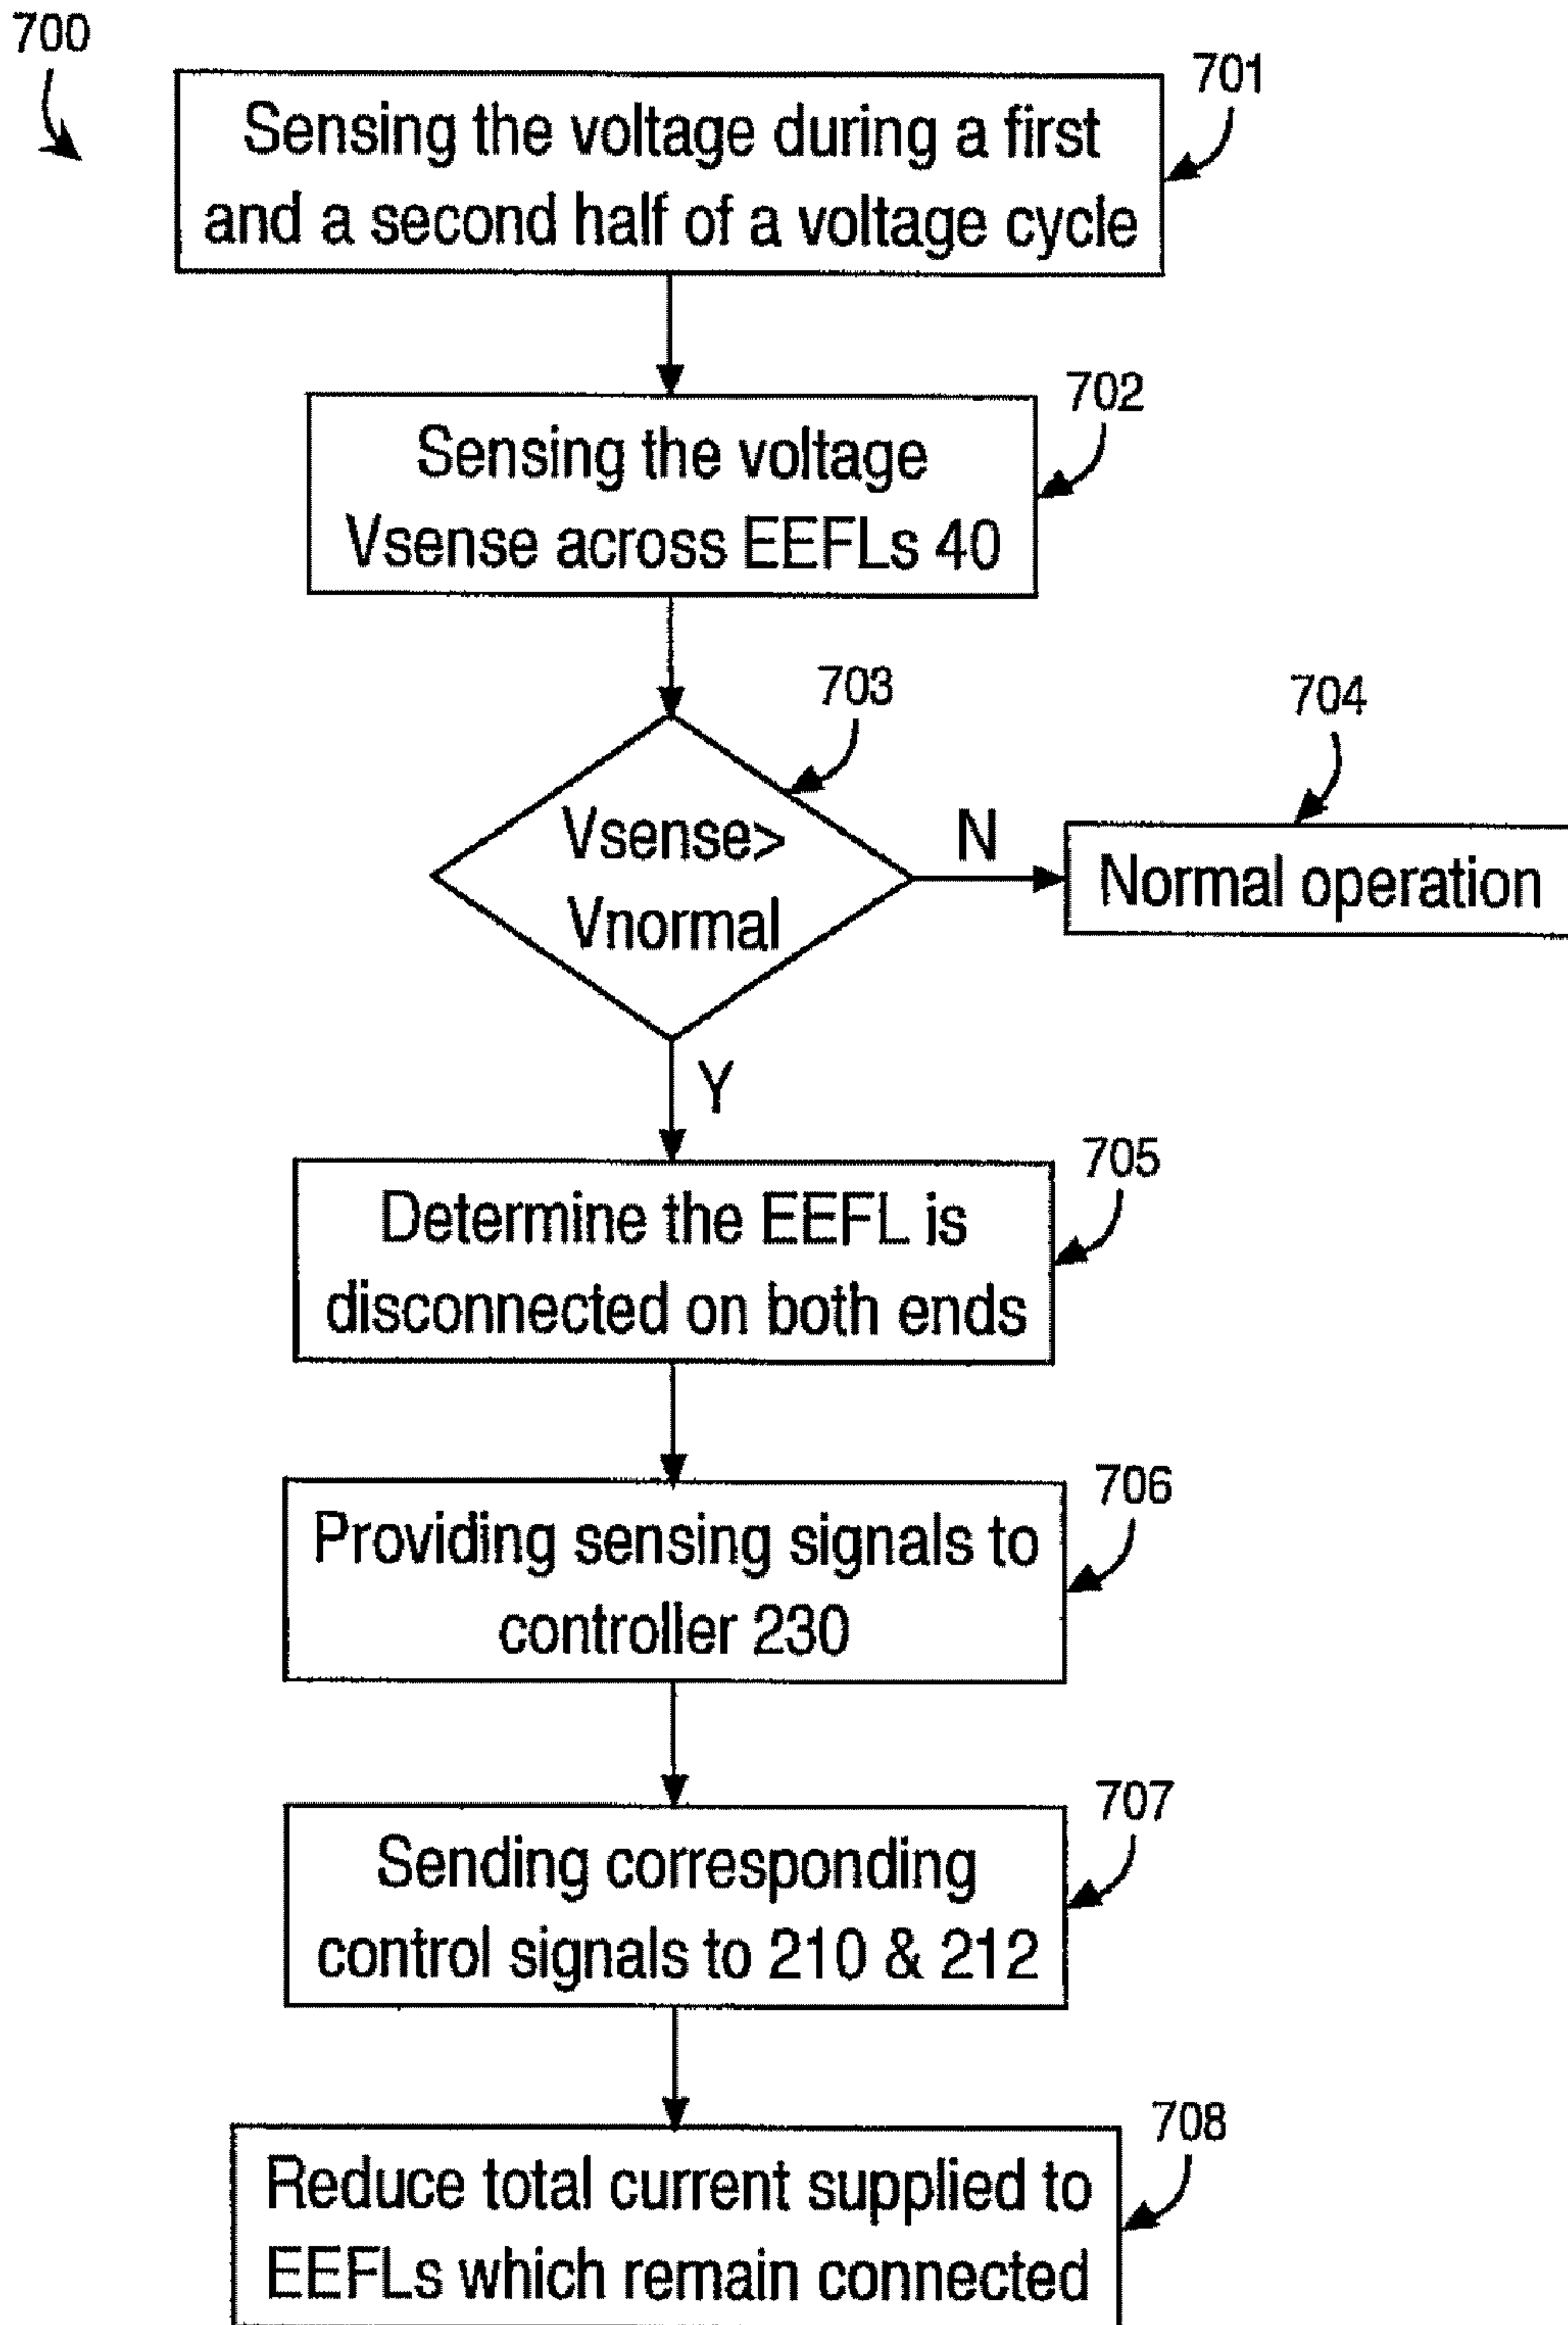 700
701
Sensing the voltage during a first
and a second half of a voltage cycle
702
Sensing the voltage
Vsense across EEFLs 40
703
Vsense>
Vnormal
N
704
Normal operation
Y
705
Determine the EEFL is
disconnected on both ends
706
Providing sensing signals to
controller 230
707
Sending corresponding
control signals to 210 & 212
708
Reduce total current supplied to
EEFLs which remain connected